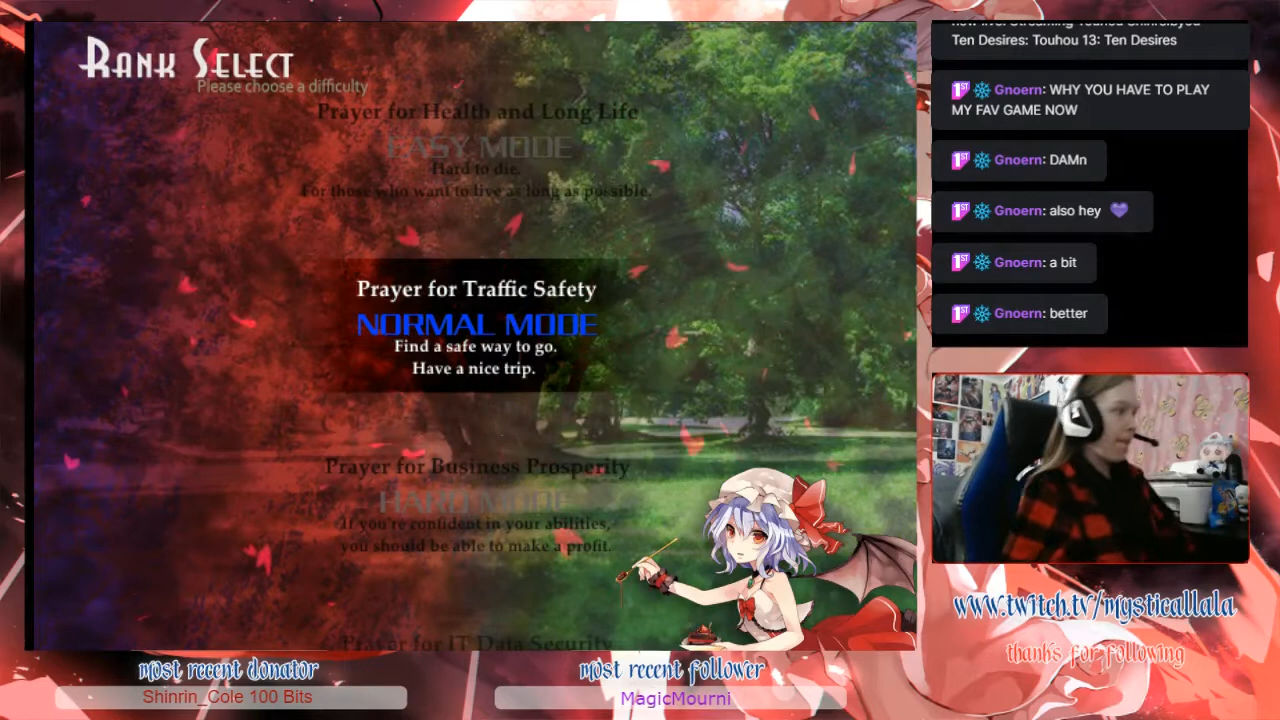 RANK SELECT
Please choose a difficulty
Prayer for Health and Long Life
EASY MODE
Hard to die.
For those who want to live as long as possible.
Prayer for Traffic Safety
NORMAL MODE
Find a safe way to go.
Have a nice trip.
Prayer for Business Prosperity
HARD MODE
If you're confident in your abilities,
you should be able to make a profit.
Prayer for IT Data Security
most recent donator
Shinrin_Cole 100 Bits
most recent follower
MagicMourni
Ten Desires: Touhou 13: Ten Desires
1ST Gnoern: WHY YOU HAVE TO PLAY
MY FAV GAME NOW
1ST Gnoern: DAMn
1ST Gnoern: also hey
1ST Gnoern: a bit
1ST Gnoern: better
www.twitch.tv/mysticallala
thanks for following